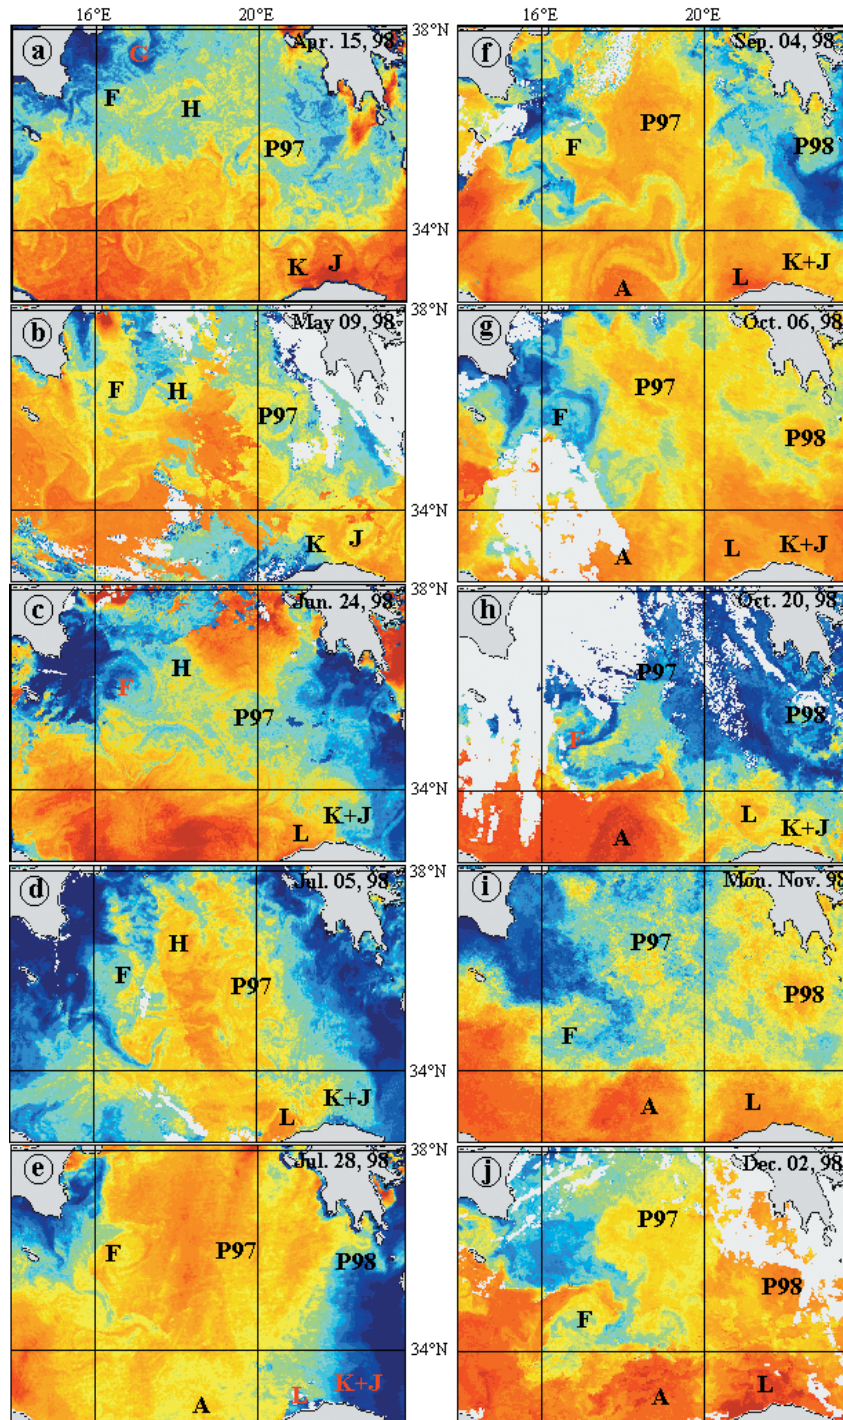 16°E 20°E 16°E 20°E
38°N
a Apr. 15, 98
G
F
H
P97
K J
f Sep. 04, 98
P97
F
P98
K+J
L
A
34°N
38°N
b May 09, 98
F H
P97
K J
g Oct. 06, 98
P97
F
P98
A L K+J
34°N
38°N
c Jun. 24, 98
H
F
P97
K+J
L
h Oct. 20, 98
P97
P98
F
L
A K+J
34°N
38°N
d Jul. 05, 98
H
F P97
K+J
L
i Mon. Nov. 98
P97
P98
F
A L
34°N
38°N
e Jul. 28, 98
F P97 P98
K+J
L
A
j Dec. 02, 98
P97
P98
F
A L
34°N